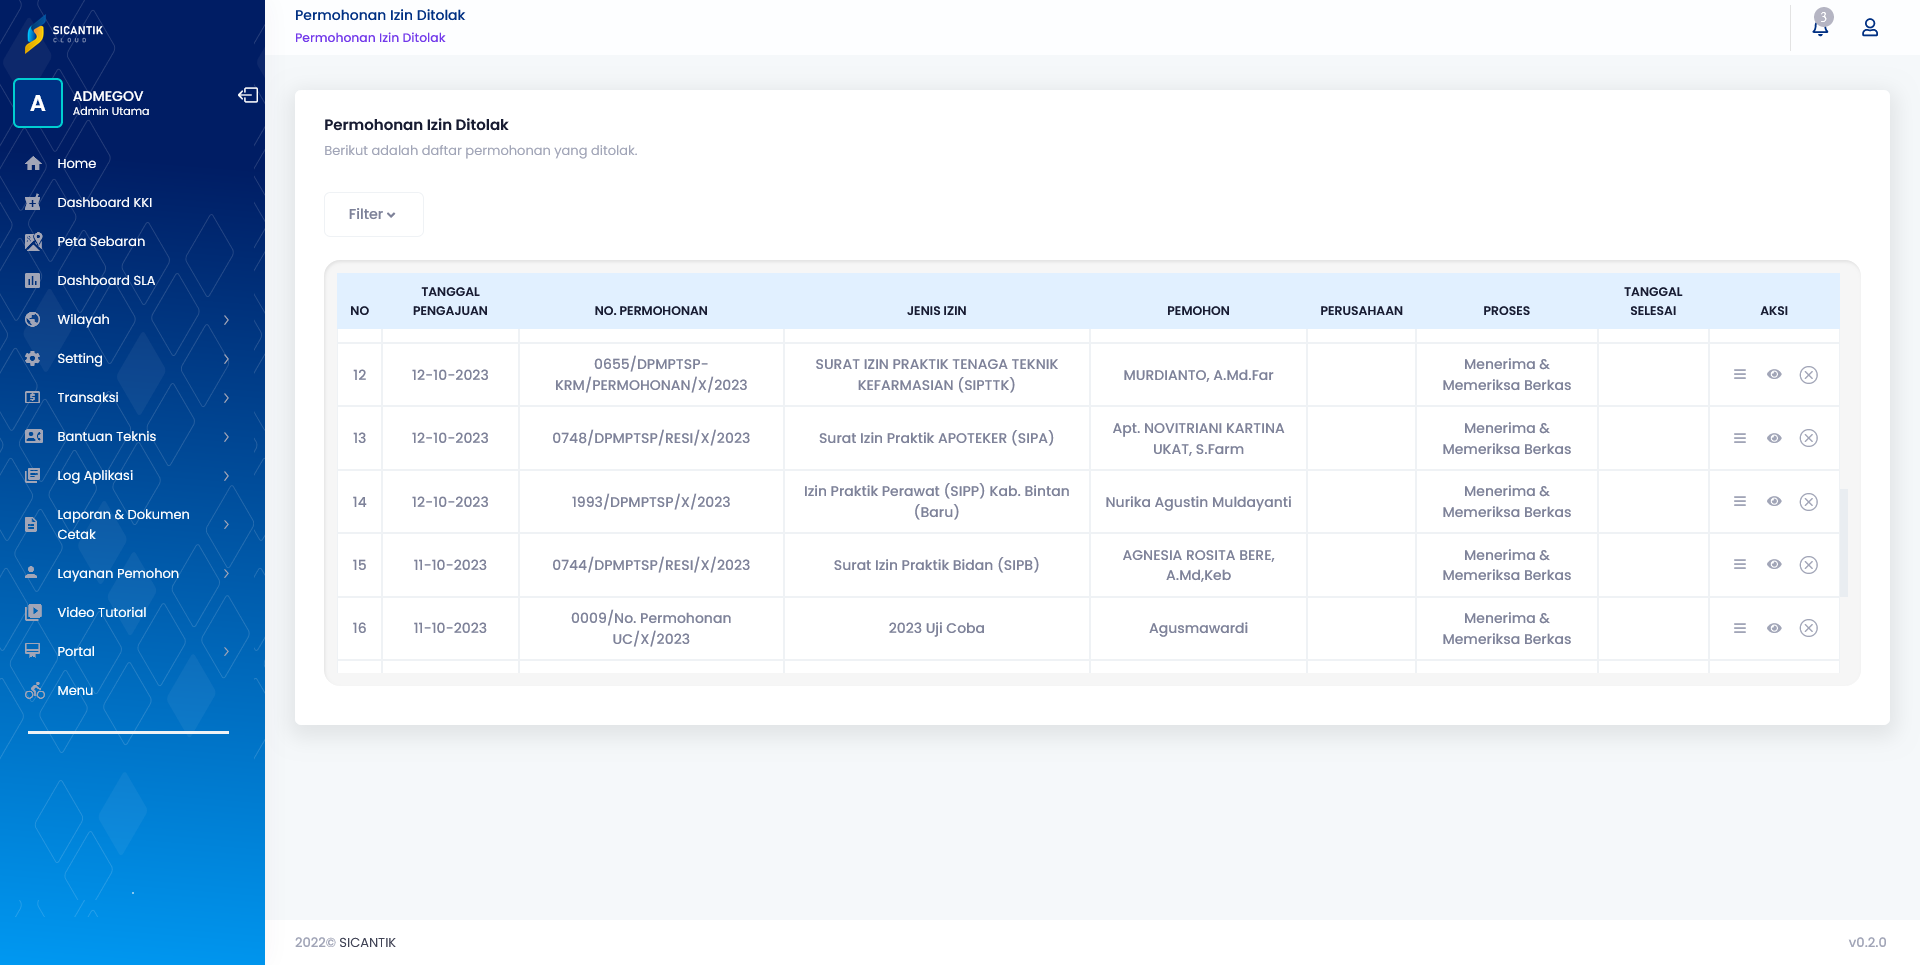 SICANTIK
CLOUD
A
ADMEGOV
Admin Utama
Home
Dashboard KKI
Peta Sebaran
Dashboard SLA
Wilayah
Setting
Transaksi
Bantuan Teknis
Log Aplikasi
Laporan & Dokumen
Cetak
Layanan Pemohon
Video Tutorial
Portal
Menu
Permohonan Izin Ditolak
Permohonan Izin Ditolak
3
Permohonan Izin Ditolak
Berikut adalah daftar permohonan yang ditolak.
Filter
NO TANGGAL PENGAJUAN NO. PERMOHONAN JENIS IZIN PEMOHON PERUSAHAAN PROSES TANGGAL SELESAI AKSI
12 12-10-2023 0655/DPMPTSP-KRM/PERMOHONAN/X/2023 SURAT IZIN PRAKTIK TENAGA TEKNIK KEFARMASIAN (SIPTTK) MURDIANTO, A.Md.Far Menerima & Memeriksa Berkas
13 12-10-2023 0748/DPMPTSP/RESI/X/2023 Surat Izin Praktik APOTEKER (SIPA) Apt. NOVITRIANI KARTINA UKAT, S.Farm Menerima & Memeriksa Berkas
14 12-10-2023 1993/DPMPTSP/X/2023 Izin Praktik Perawat (SIPP) Kab. Bintan (Baru) Nurika Agustin Muldayanti Menerima & Memeriksa Berkas
15 11-10-2023 0744/DPMPTSP/RESI/X/2023 Surat Izin Praktik Bidan (SIPB) AGNESIA ROSITA BERE, A.Md,Keb Menerima & Memeriksa Berkas
16 11-10-2023 0009/No. Permohonan UC/X/2023 2023 Uji Coba Agusmawardi Menerima & Memeriksa Berkas
2022© SICANTIK
v0.2.0